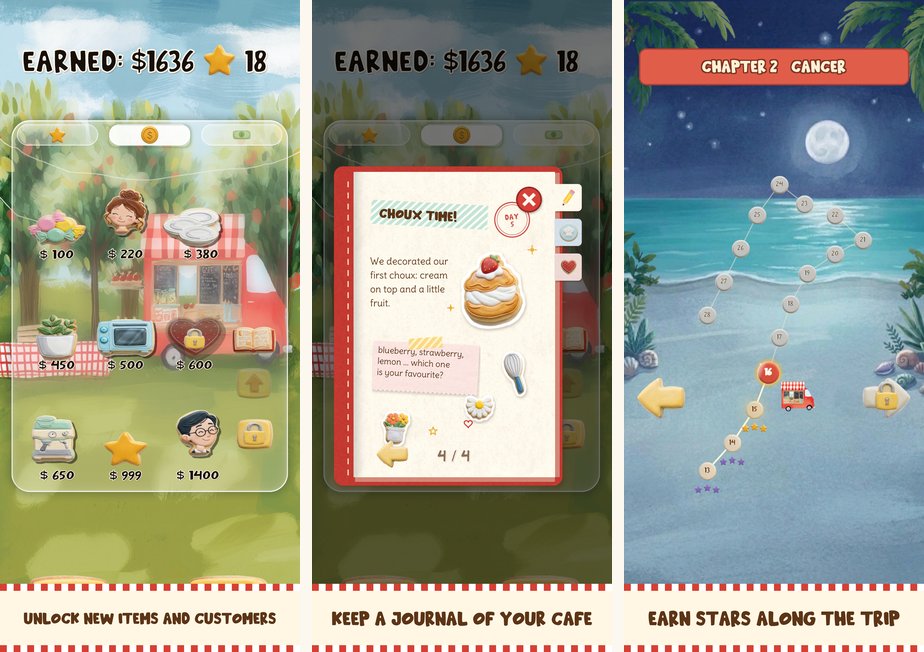 EARNED: $1636 18
$ 100 $ 220 $ 380
$ 450 $ 500 $ 600
$ 650 $ 999 $ 1400
UNLOCK NEW ITEMS AND CUSTOMERS
EARNED: $1636 18
CHOUX TIME!
DAY
5
We decorated our
first choux: cream
on top and a little
fruit.
blueberry, strawberry,
lemon ... which one
is your favourite?
4 / 4
KEEP A JOURNAL OF YOUR CAFE
CHAPTER 2 CANCER
24
23
25
22
21
26
20
19
27
18
28
17
16
15
14
13
EARN STARS ALONG THE TRIP